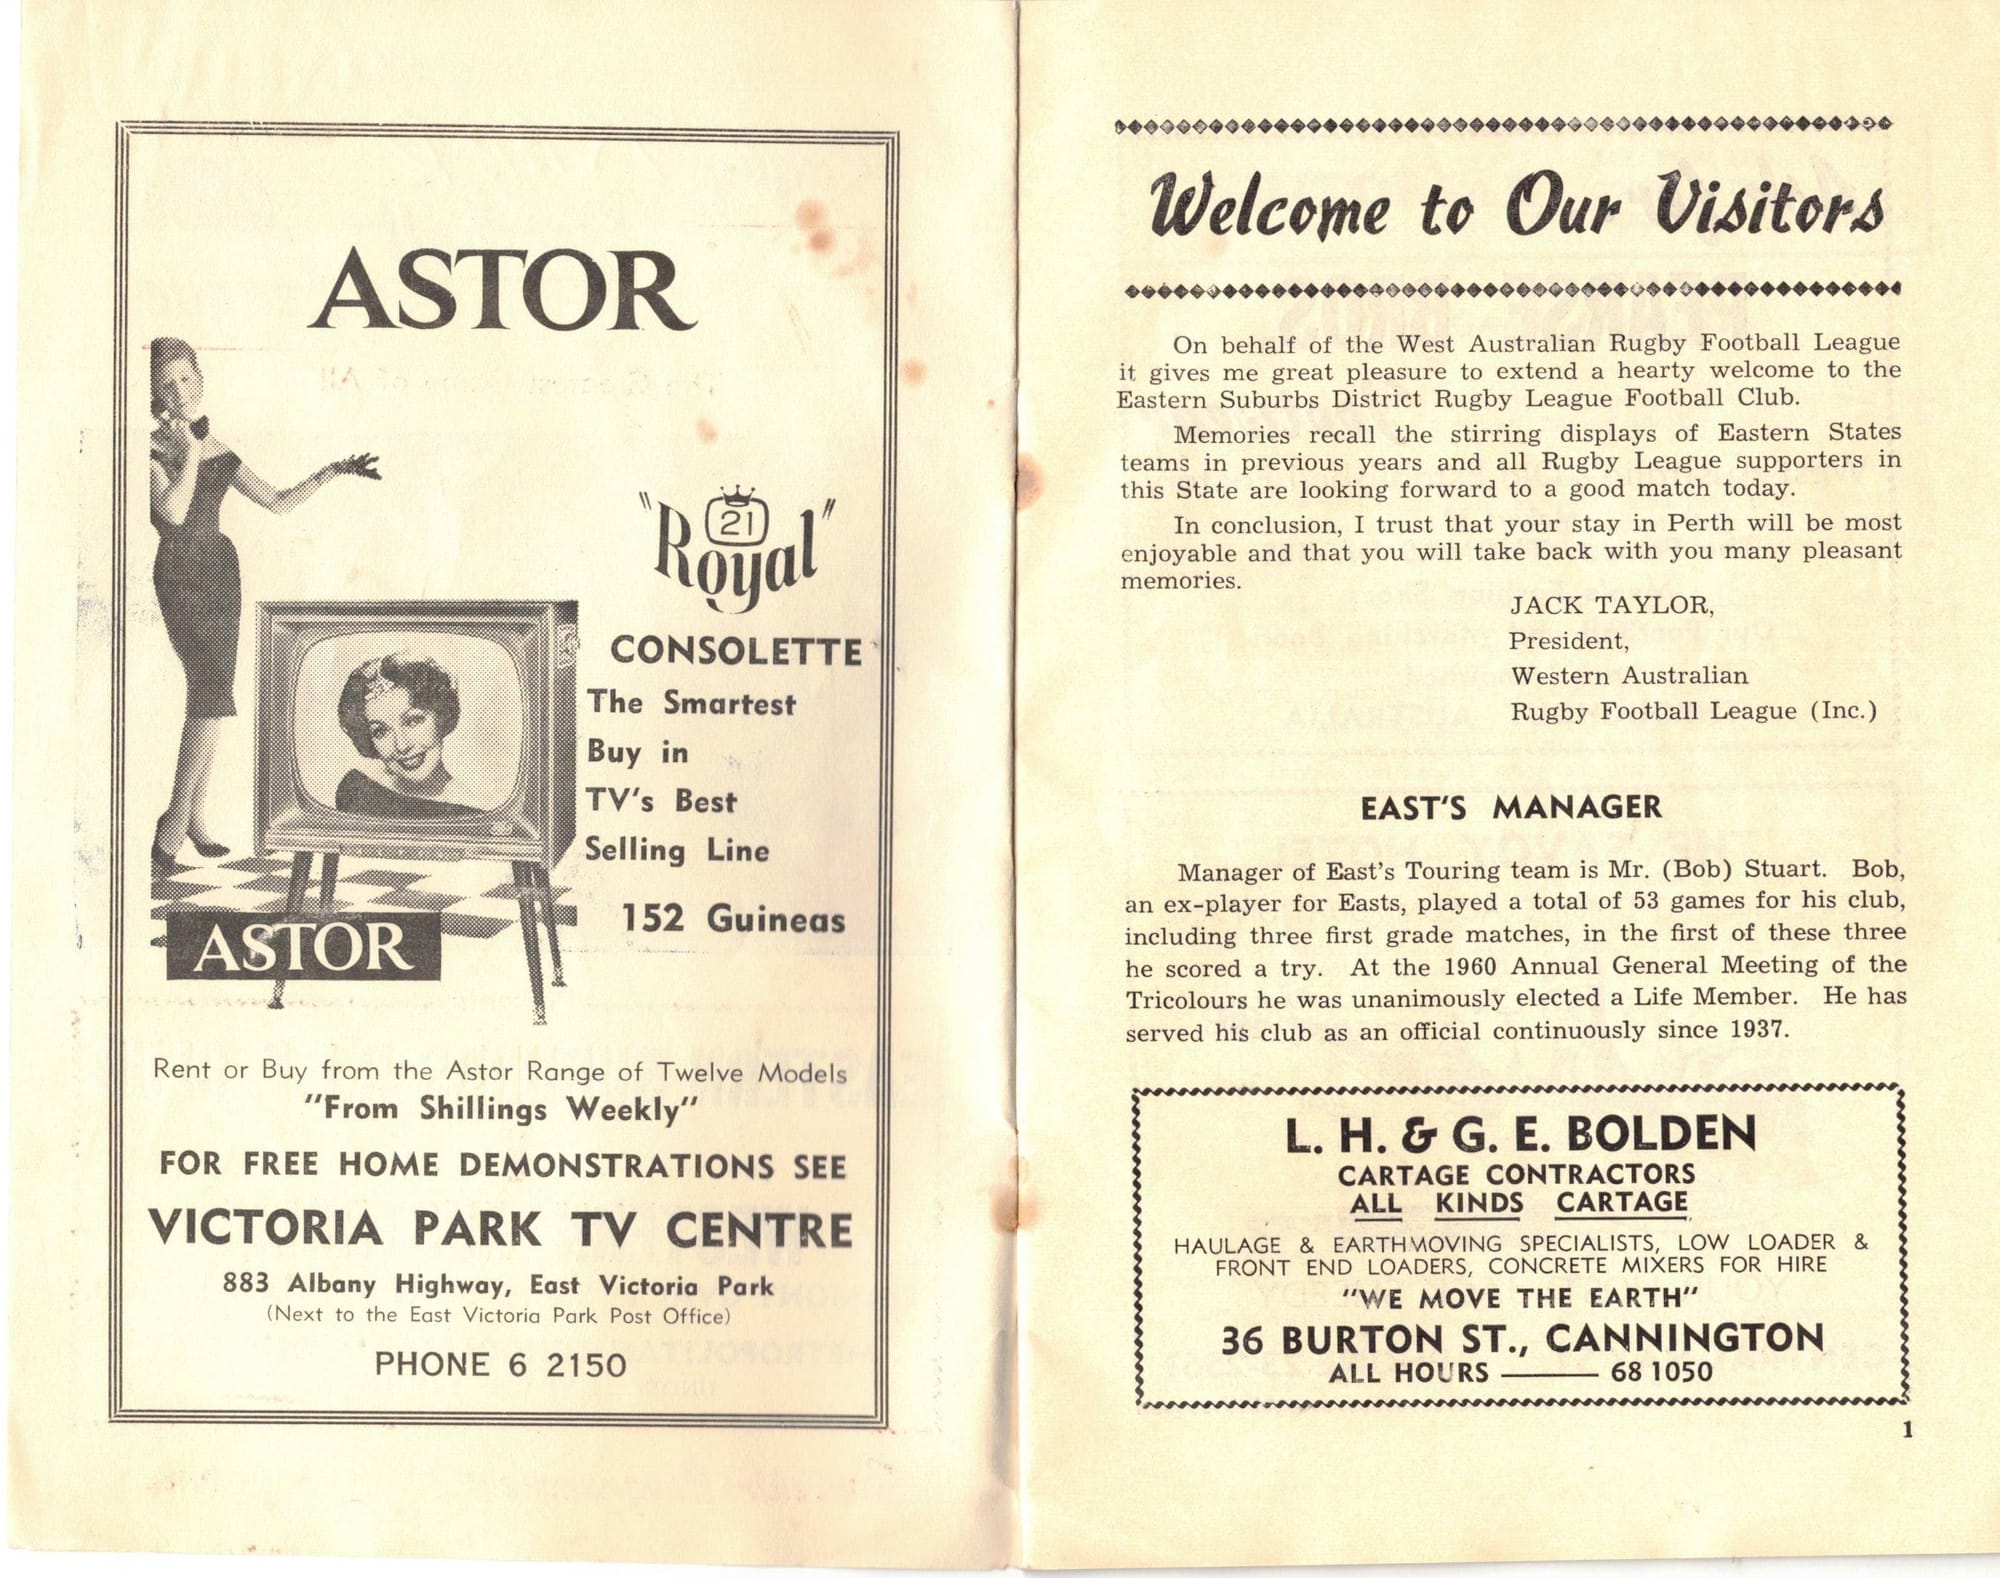 ASTOR
"Royal"
21
CONSOLETTE
The Smartest
Buy in
TV's Best
Selling Line
152 Guineas
ASTOR
Rent or Buy from the Astor Range of Twelve Models
"From Shillings Weekly"
FOR FREE HOME DEMONSTRATIONS SEE
VICTORIA PARK TV CENTRE
883 Albany Highway, East Victoria Park
(Next to the East Victoria Park Post Office)
PHONE 6 2150
Welcome to Our Visitors
On behalf of the West Australian Rugby Football League
it gives me great pleasure to extend a hearty welcome to the
Eastern Suburbs District Rugby League Football Club.
Memories recall the stirring displays of Eastern States
teams in previous years and all Rugby League supporters in
this State are looking forward to a good match today.
In conclusion, I trust that your stay in Perth will be most
enjoyable and that you will take back with you many pleasant
memories.
JACK TAYLOR,
President,
Western Australian
Rugby Football League (Inc.)
EAST'S MANAGER
Manager of East's Touring team is Mr. (Bob) Stuart. Bob,
an ex-player for Easts, played a total of 53 games for his club,
including three first grade matches, in the first of these three
he scored a try. At the 1960 Annual General Meeting of the
Tricolours he was unanimously elected a Life Member. He has
served his club as an official continuously since 1937.
L. H. & G. E. BOLDEN
CARTAGE CONTRACTORS
ALL KINDS CARTAGE
HAULAGE & EARTHMOVING SPECIALISTS, LOW LOADER &
FRONT END LOADERS, CONCRETE MIXERS FOR HIRE
"WE MOVE THE EARTH"
36 BURTON ST., CANNINGTON
ALL HOURS —— 68 1050
1